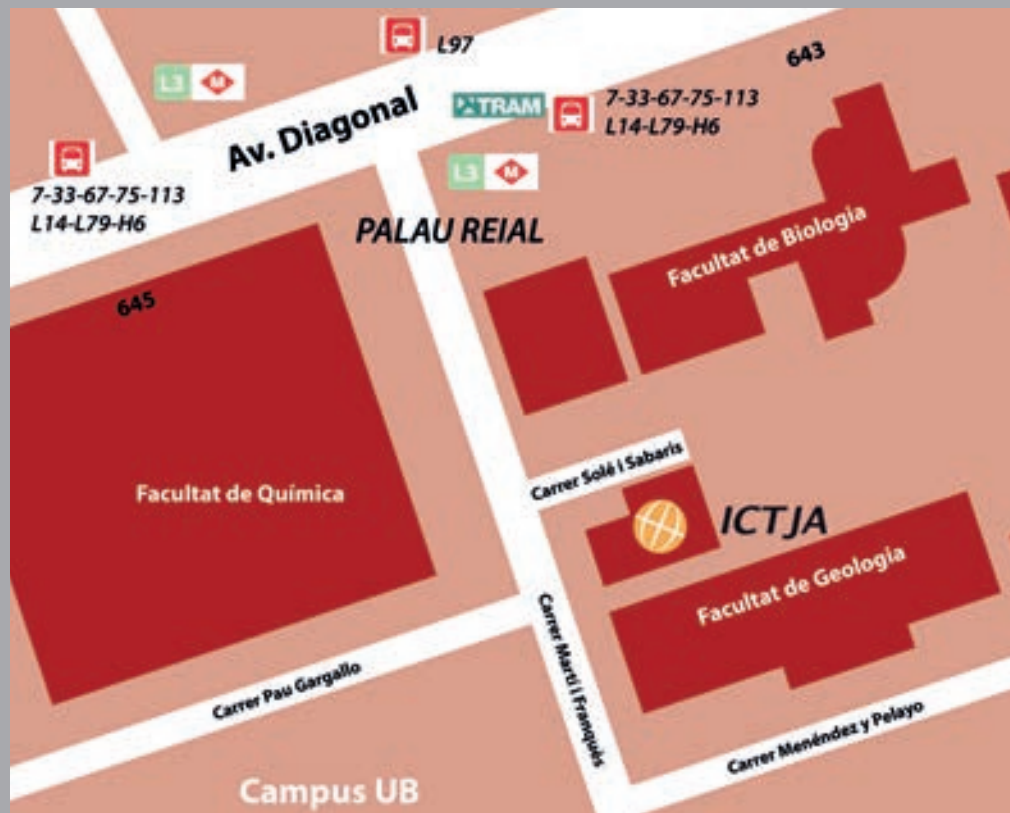 L97
643
L3 M
Av. Diagonal
TRAM
7-33-67-75-113
L14-L79-H6
7-33-67-75-113
L14-L79-H6
L3 M
PALAU REIAL
Facultat de Biologia
645
Facultat de Química
Carrer Solé i Sabarís
ICTJA
Facultat de Geologia
Carrer Martí i Franquès
Carrer Pau Gargallo
Carrer Menéndez y Pelayo
Campus UB